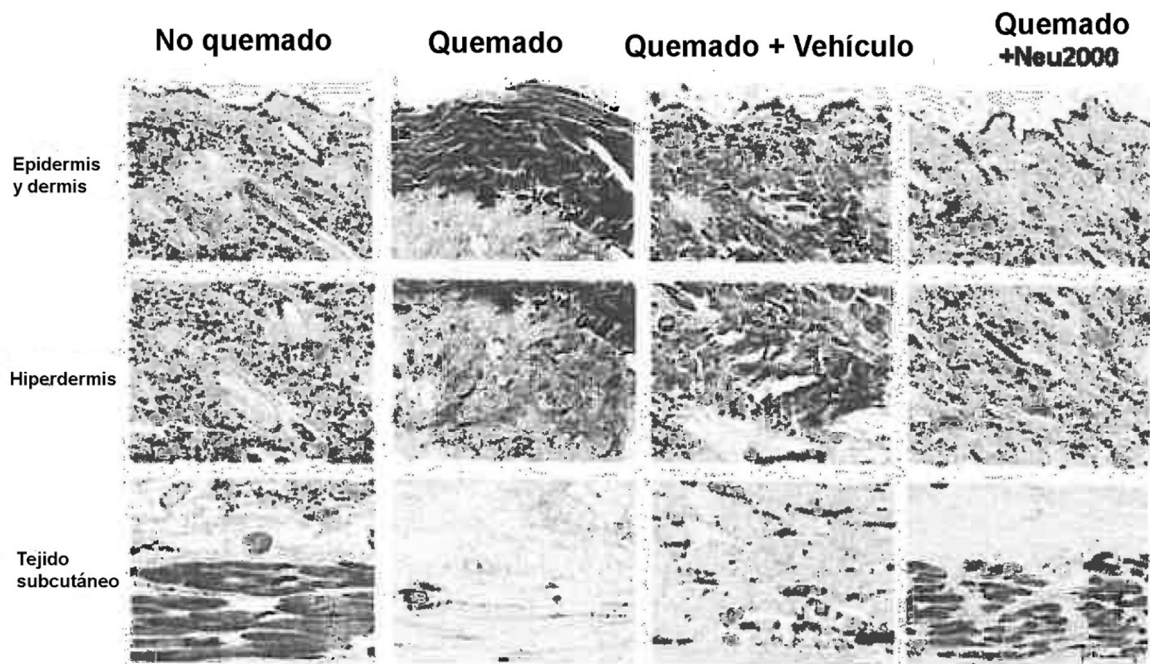 No quemado
Quemado
Quemado + Vehículo
Quemado
+Neu2000
Epidermis
y dermis
Hiperdermis
Tejido
subcutáneo